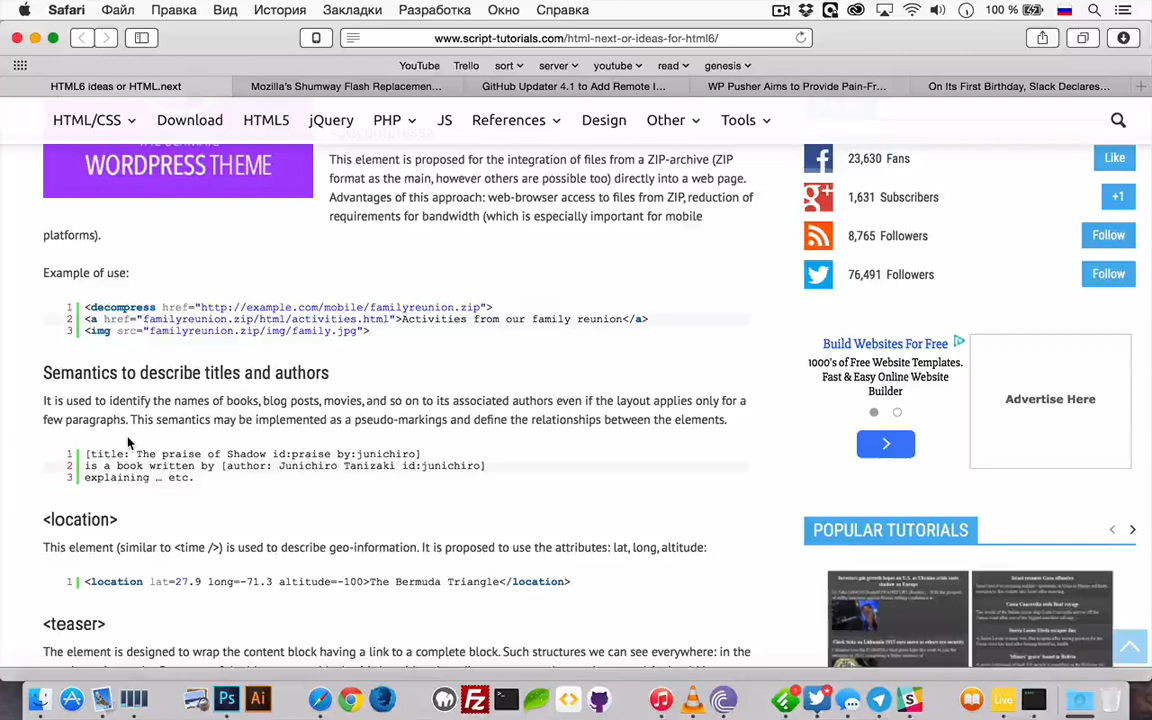 Safari Файл Правка Вид История Закладки Разработка Окно Справка 100 %
www.script-tutorials.com/html-next-or-ideas-for-html6/
YouTube Trello sort server youtube read genesis
HTML6 ideas or HTML.next Mozilla's Shumway Flash Replacemen... GitHub Updater 4.1 to Add Remote I... WP Pusher Aims to Provide Pain-Fr... On Its First Birthday, Slack Declares...
HTML/CSS Download HTML5 jQuery PHP JS References Design Other Tools
WORDPRESS THEME
This element is proposed for the integration of files from a ZIP-archive (ZIP
format as the main, however others are possible too) directly into a web page.
Advantages of this approach: web-browser access to files from ZIP, reduction of
requirements for bandwidth (which is especially important for mobile
platforms).
Example of use:
1 <decompress href="http://example.com/mobile/familyreunion.zip">
2 <a href="familyreunion.zip/html/activities.html">Activities from our family reunion</a>
3 <img src="familyreunion.zip/img/family.jpg">
Semantics to describe titles and authors
It is used to identify the names of books, blog posts, movies, and so on to its associated authors even if the layout applies only for a
few paragraphs. This semantics may be implemented as a pseudo-markings and define the relationships between the elements.
1 [title: The praise of Shadow id:praise by:junichiro]
2 is a book written by [author: Junichiro Tanizaki id:junichiro]
3 explaining … etc.
<location>
This element (similar to <time />) is used to describe geo-information. It is proposed to use the attributes: lat, long, altitude:
1 <location lat=27.9 long=-71.3 altitude=-100>The Bermuda Triangle</location>
<teaser>
The element is designed to wrap the content block having a link to a complete block. Such structures we can see everywhere: in the
23,630 Fans Like
1,631 Subscribers +1
8,765 Followers Follow
76,491 Followers Follow
Build Websites For Free
1000's of Free Website Templates.
Fast & Easy Online Website
Builder
Advertise Here
POPULAR TUTORIALS
Ps Ai Fz Live